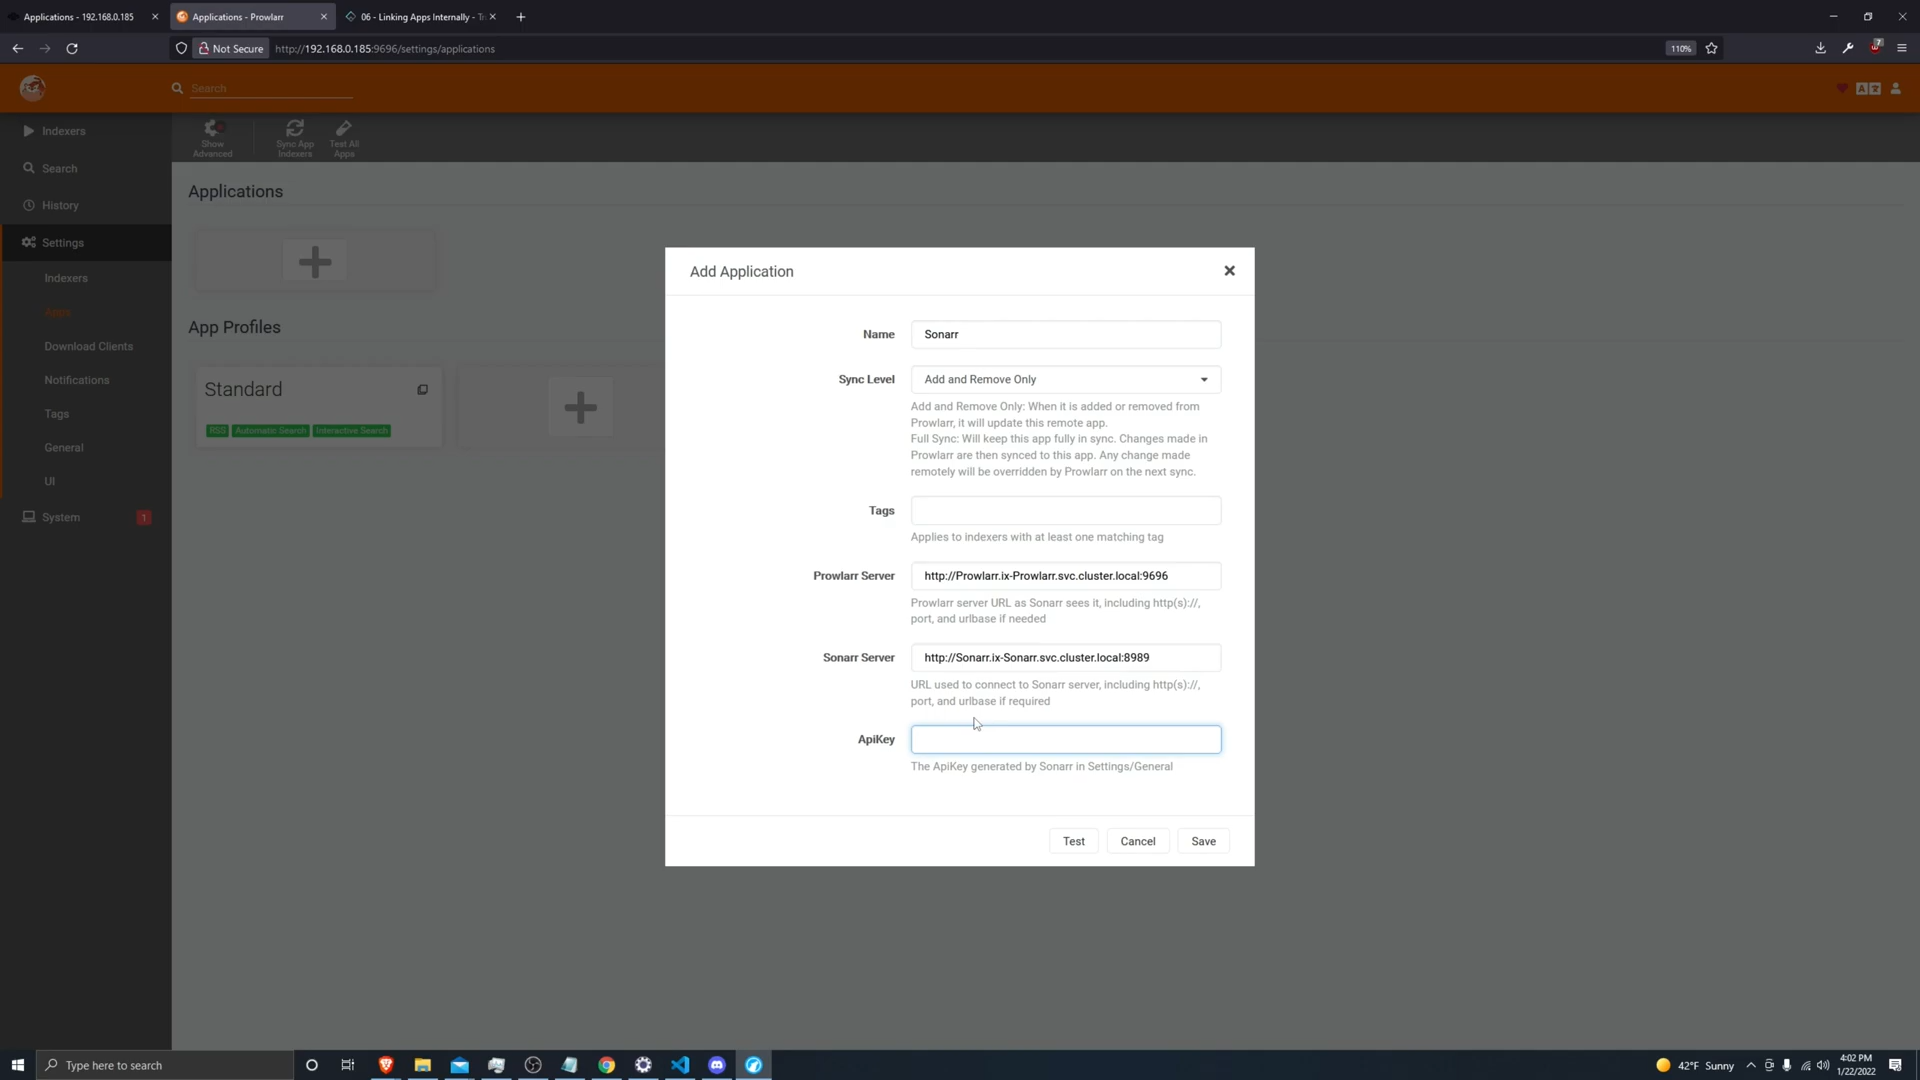 Applications - 192.168.0.185
Applications - Prowlarr
06 - Linking Apps Internally - Tr
Not Secure
http://192.168.0.185:9696/settings/applications
110%
7
Search
Indexers
Search
History
Settings
Indexers
Apps
Download Clients
Notifications
Tags
General
UI
System
1
Show
Advanced
Sync App
Indexers
Test All
Apps
Applications
App Profiles
Standard
RSS
Automatic Search
Interactive Search
Add Application
Name
Sonarr
Sync Level
Add and Remove Only
Add and Remove Only: When it is added or removed from
Prowlarr, it will update this remote app.
Full Sync: Will keep this app fully in sync. Changes made in
Prowlarr are then synced to this app. Any change made
remotely will be overridden by Prowlarr on the next sync.
Tags
Applies to indexers with at least one matching tag
Prowlarr Server
http://Prowlarr.ix-Prowlarr.svc.cluster.local:9696
Prowlarr server URL as Sonarr sees it, including http(s)://,
port, and urlbase if needed
Sonarr Server
http://Sonarr.ix-Sonarr.svc.cluster.local:8989
URL used to connect to Sonarr server, including http(s)://,
port, and urlbase if required
ApiKey
The ApiKey generated by Sonarr in Settings/General
Test
Cancel
Save
Type here to search
42°F Sunny
4:02 PM
1/22/2022